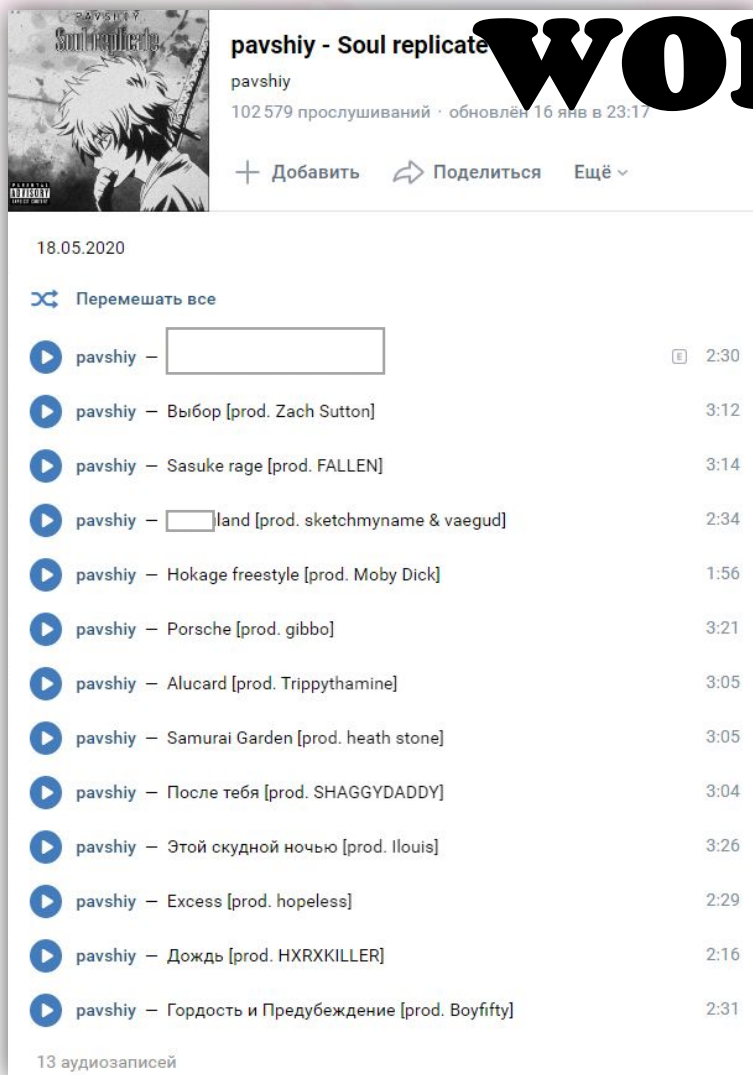 PAVSHIY
Soul replicate
PARENTAL
ADVISORY
EXPLICIT CONTENT
pavshiy - Soul replicate
pavshiy
102 579 прослушиваний · обновлён 16 янв в 23:17
Добавить Поделиться Ещё
18.05.2020
Перемешать все
pavshiy — E 2:30
pavshiy — Выбор [prod. Zach Sutton] 3:12
pavshiy — Sasuke rage [prod. FALLEN] 3:14
pavshiy — land [prod. sketchmyname & vaegud] 2:34
pavshiy — Hokage freestyle [prod. Moby Dick] 1:56
pavshiy — Porsche [prod. gibbo] 3:21
pavshiy — Alucard [prod. Trippythamine] 3:05
pavshiy — Samurai Garden [prod. heath stone] 3:05
pavshiy — После тебя [prod. SHAGGYDADDY] 3:04
pavshiy — Этой скудной ночью [prod. Ilouis] 3:26
pavshiy — Excess [prod. hopeless] 2:29
pavshiy — Дождь [prod. HXRXKILLER] 2:16
pavshiy — Гордость и Предубеждение [prod. Boyfifty] 2:31
13 аудиозаписей